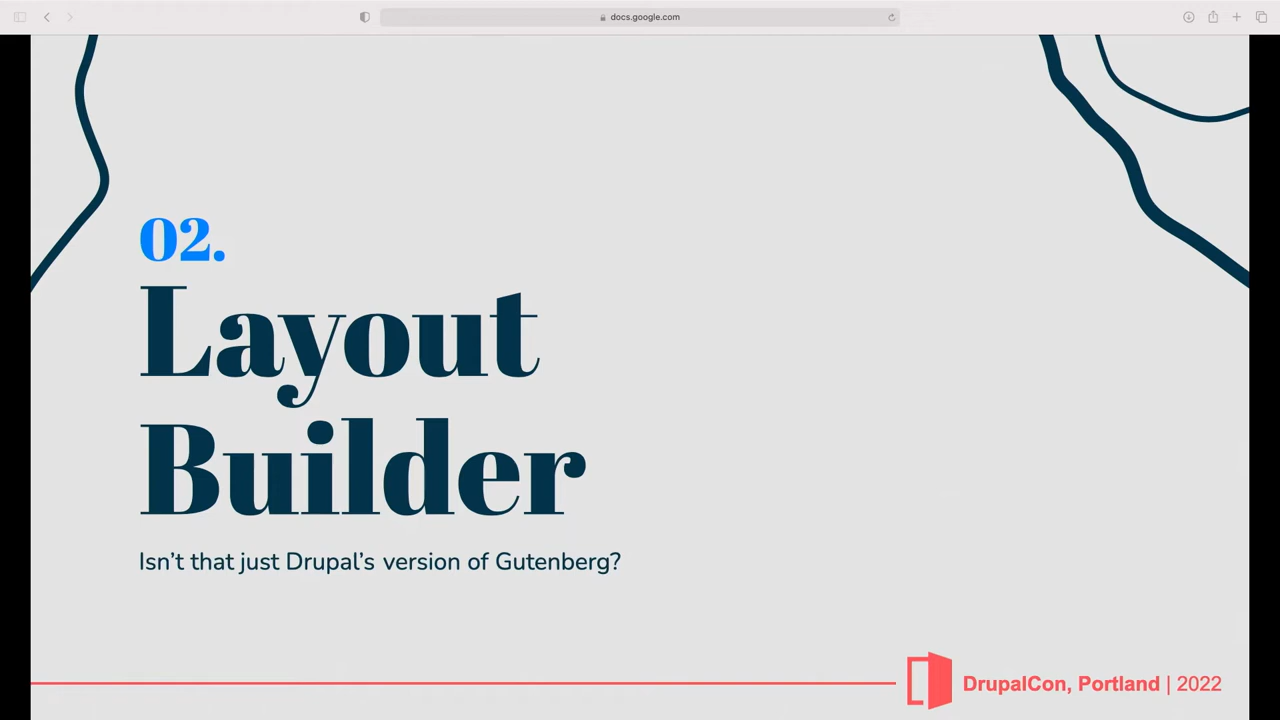 docs.google.com
02.
Layout
Builder
Isn’t that just Drupal’s version of Gutenberg?
DrupalCon, Portland | 2022